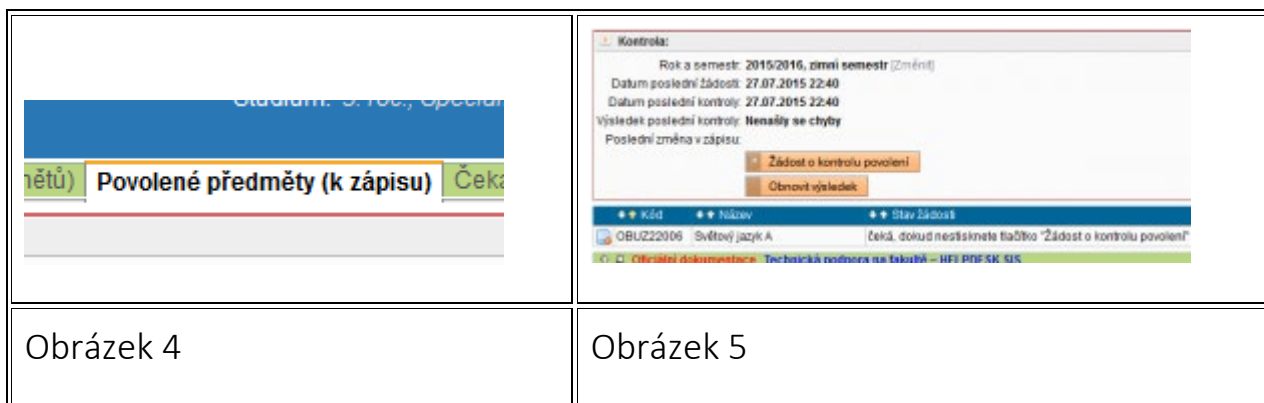 nětů) Povolené předměty (k zápisu) Čeka
Kontrola:
Rok a semestr: 2015/2016, zimní semestr (Změnit)
Datum poslední žádosti: 27.07.2015 22:40
Datum poslední kontroly: 27.07.2015 22:40
Výsledek poslední kontroly: Nenašly se chyby
Poslední změna v zápisu:
Žádost o kontrolu povolení
Obnovit výsledek
Kód Název Stav žádosti
OBUZ22006 Světový jazyk A čeká, dokud nestisknete tlačítko "Žádost o kontrolu povolení"
Oficiální dokumentace Technická podpora na fakultě – HELPDESK SIS
Obrázek 4
Obrázek 5